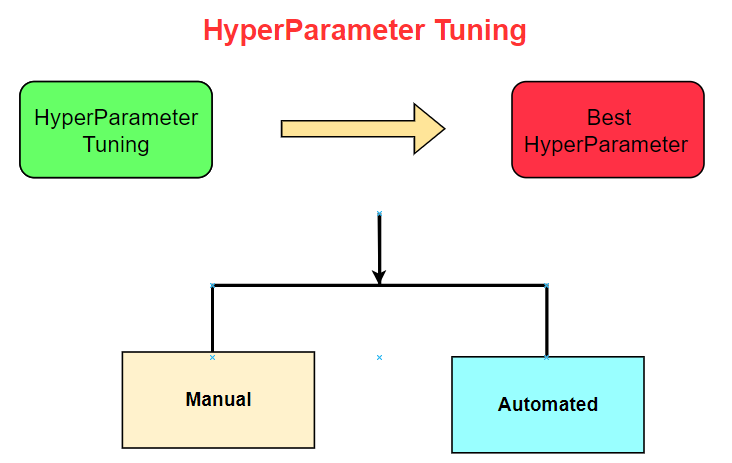 HyperParameter Tuning
HyperParameter
Tuning
Best
HyperParameter
Manual
Automated